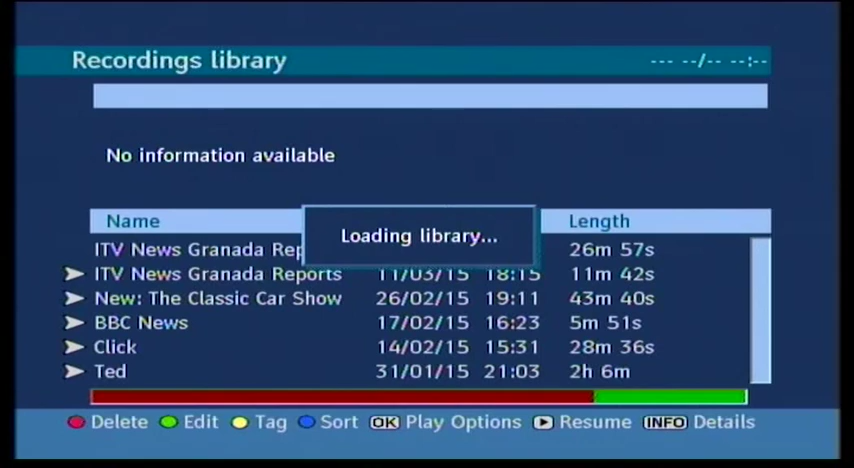 Recordings library --- --/-- --:--
No information available
Name Length
Loading library...
ITV News Granada Rep 26m 57s
ITV News Granada Reports 11/03/15 18:15 11m 42s
New: The Classic Car Show 26/02/15 19:11 43m 40s
BBC News 17/02/15 16:23 5m 51s
Click 14/02/15 15:31 28m 36s
Ted 31/01/15 21:03 2h 6m
Delete Edit Tag Sort OK Play Options Resume INFO Details